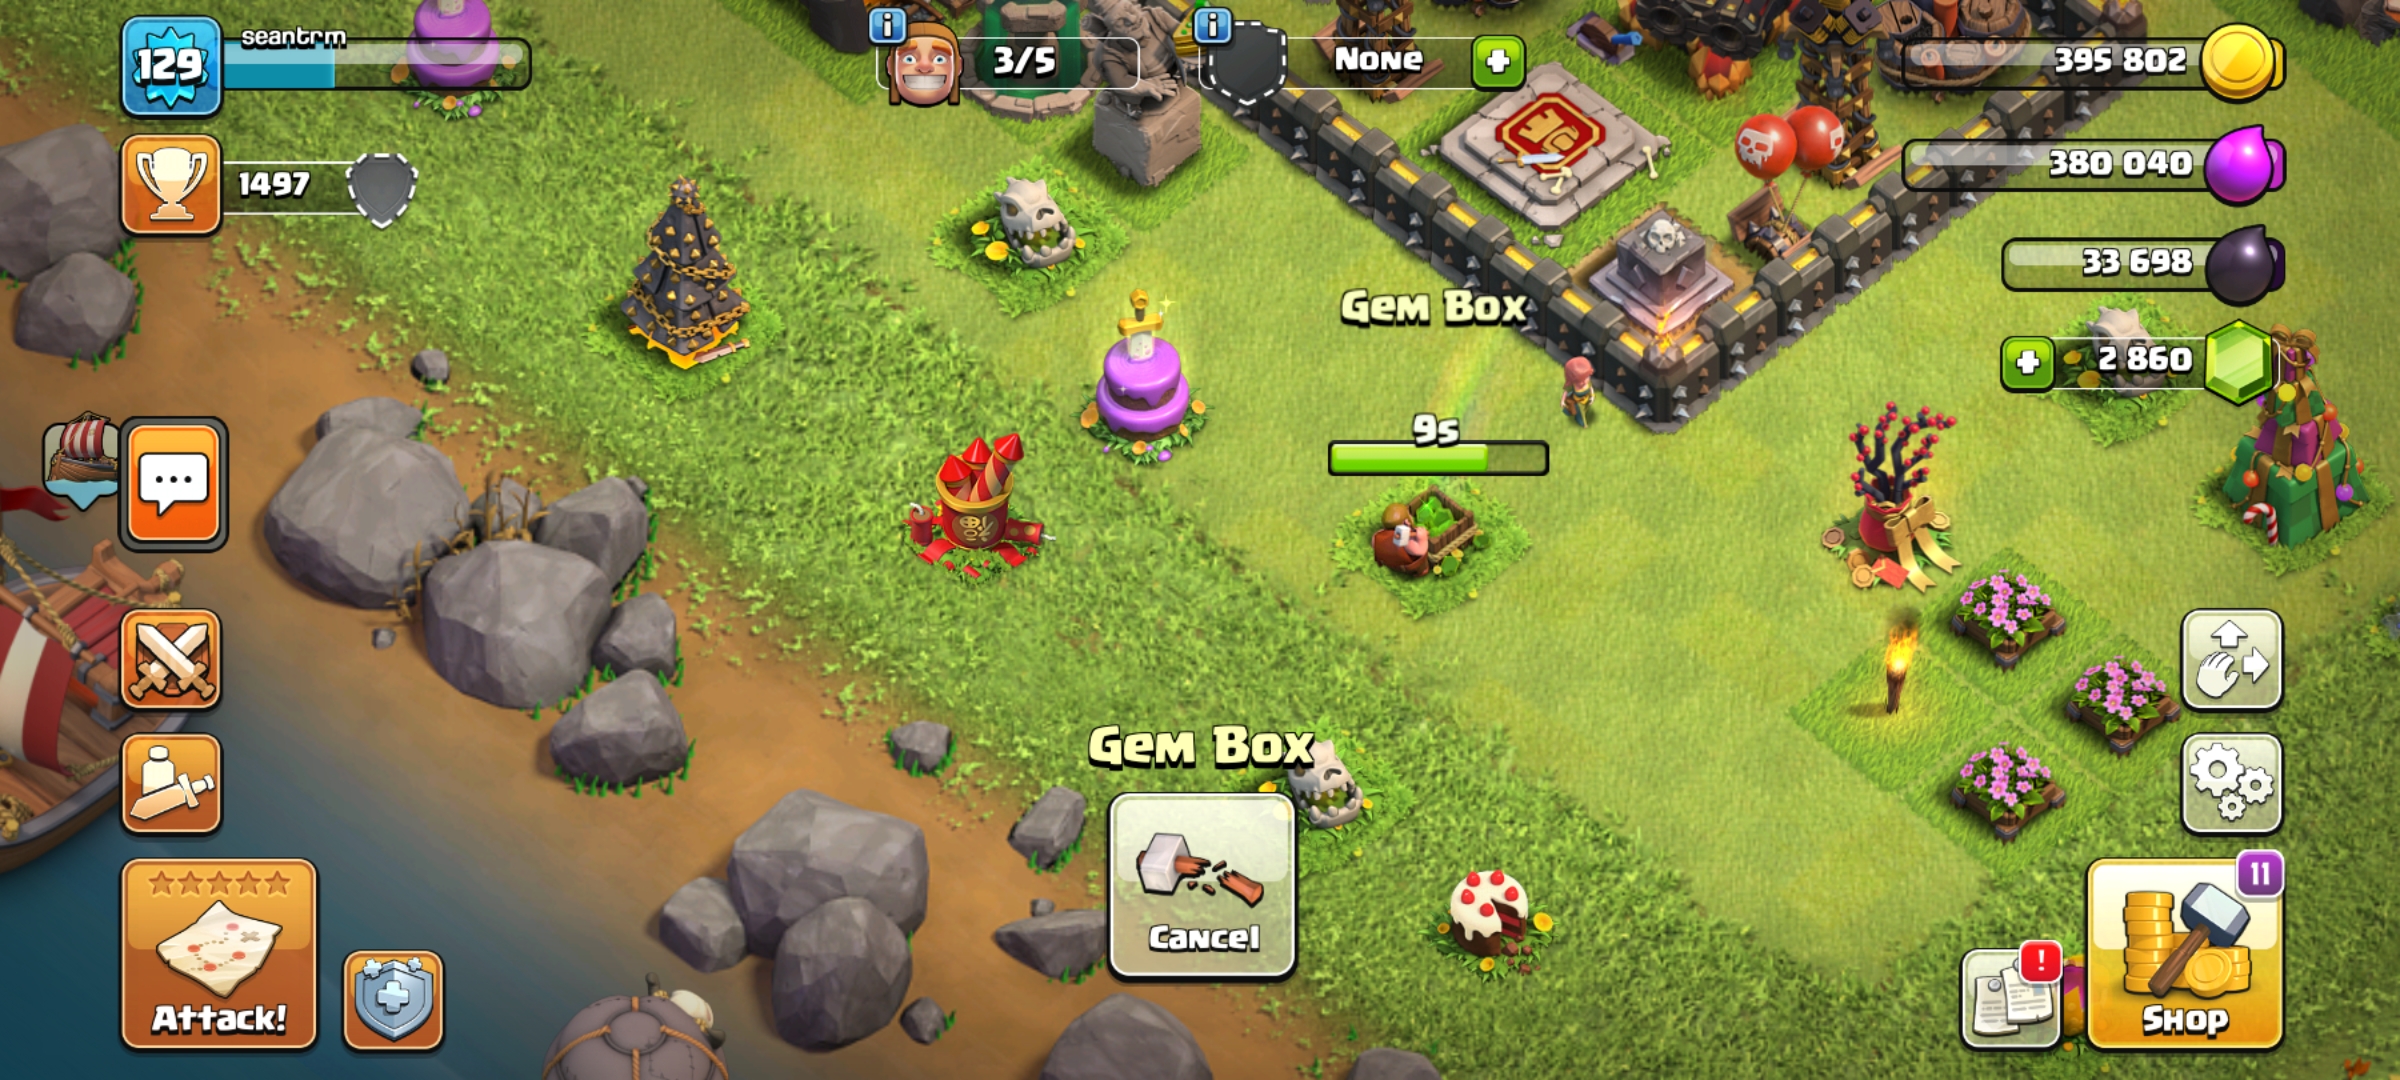 129
seantrm
3/5
None
395 802
1497
380 040
33 698
Gem Box
2 860
9s
Gem Box
Cancel
11
!
Attack!
Shop